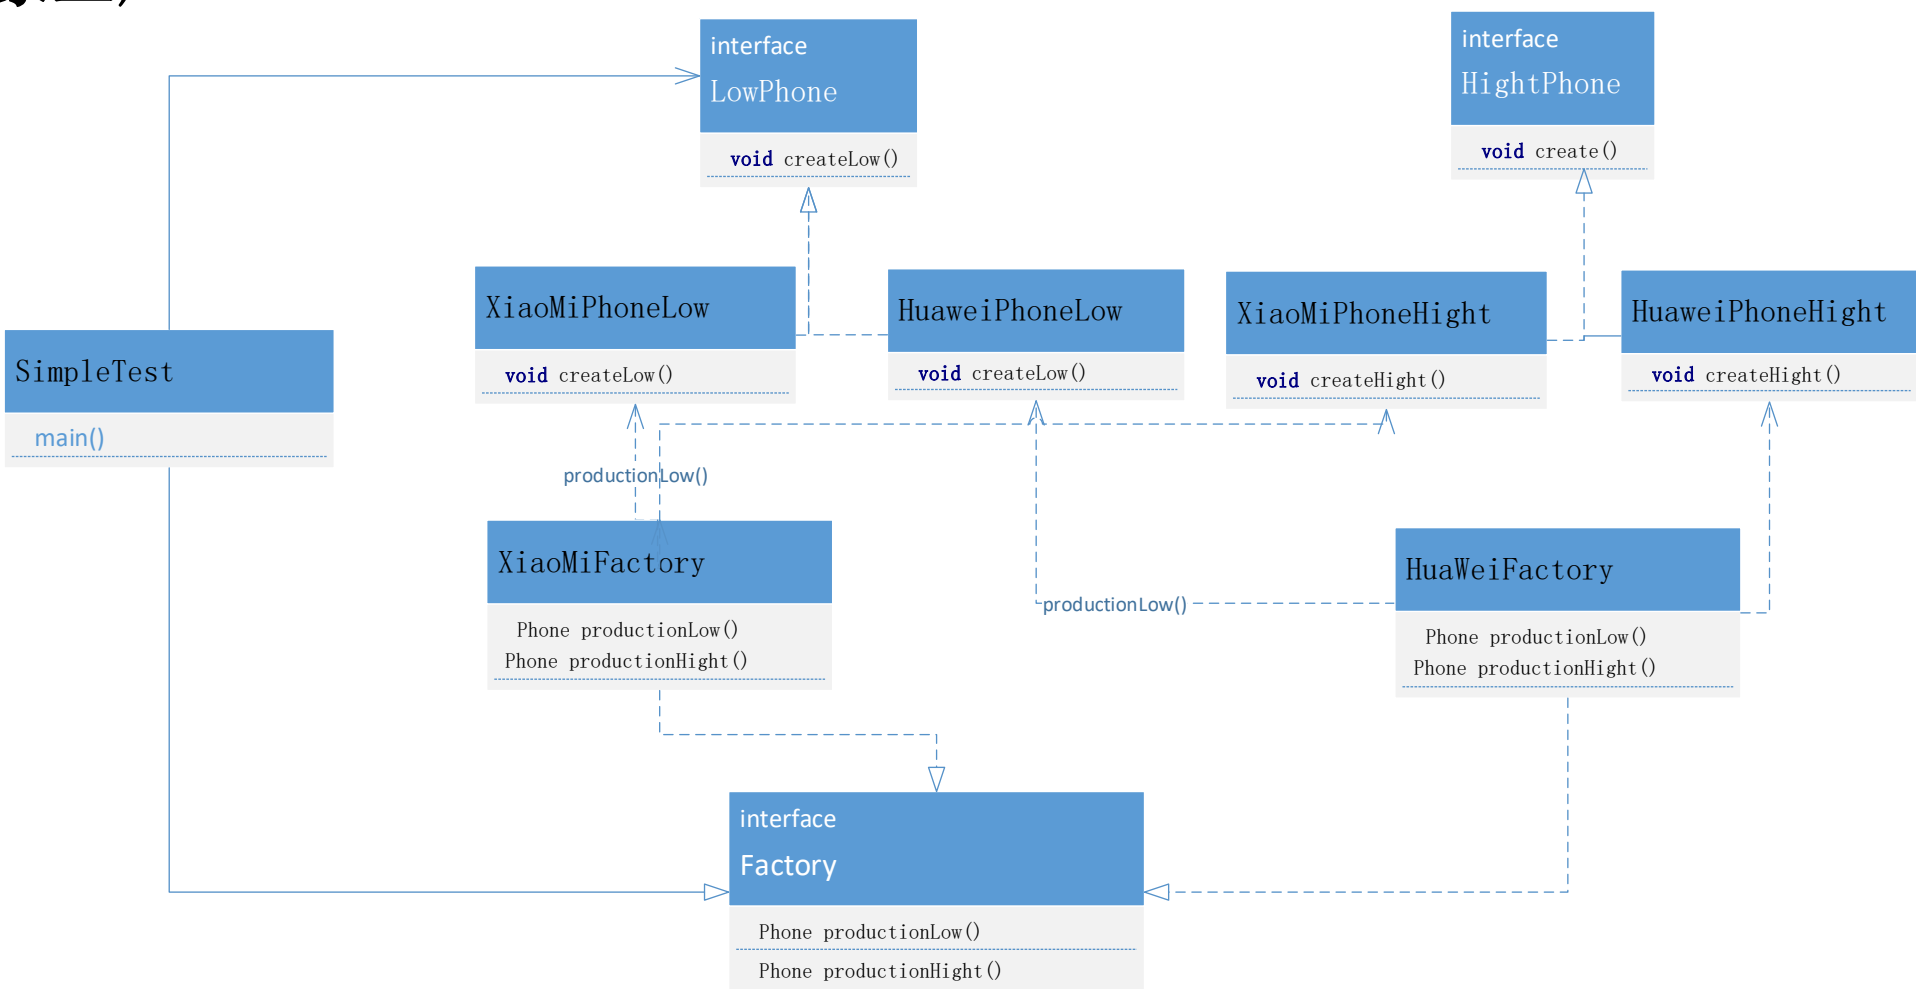 interface
LowPhone
void createLow()
interface
HightPhone
void create()
XiaoMiPhoneLow
void createLow()
HuaweiPhoneLow
void createLow()
XiaoMiPhoneHight
void createHight()
HuaweiPhoneHight
void createHight()
SimpleTest
main()
productionLow()
XiaoMiFactory
Phone productionLow()
Phone productionHight()
productionLow()
HuaWeiFactory
Phone productionLow()
Phone productionHight()
interface
Factory
Phone productionLow()
Phone productionHight()